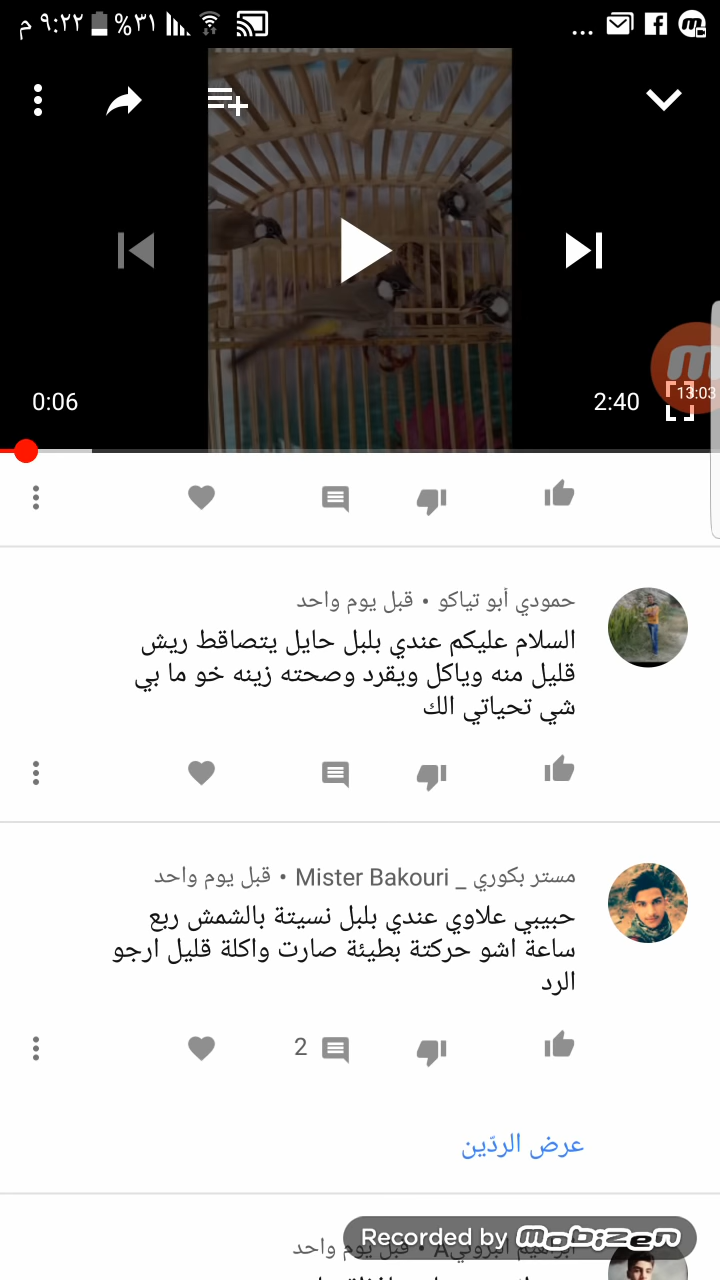 ٩:٢٢ م ٣١%
0:06
2:40
13:03
حمودي أبو تياكو • قبل يوم واحد
السلام عليكم عندي بلبل حايل يتصاقط ريش
قليل منه وياكل ويقرد وصحته زينه خو ما بي
شي تحياتي الك
مستر بكوري _ Mister Bakouri • قبل يوم واحد
حبيبي علاوي عندي بلبل نسيتة بالشمش ربع
ساعة اشو حركتة بطيئة صارت واكلة قليل ارجو
الرد
2
عرض الردّين
قبل يوم واحد
Recorded by mobizen